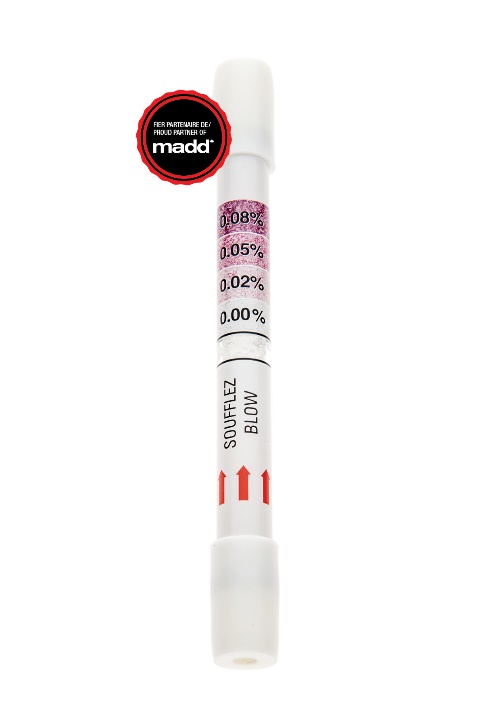 FIER PARTENAIRE DE/
PROUD PARTNER OF
madd
0.08%
0.05%
0.02%
0.00%
SOUFFLEZ
BLOW